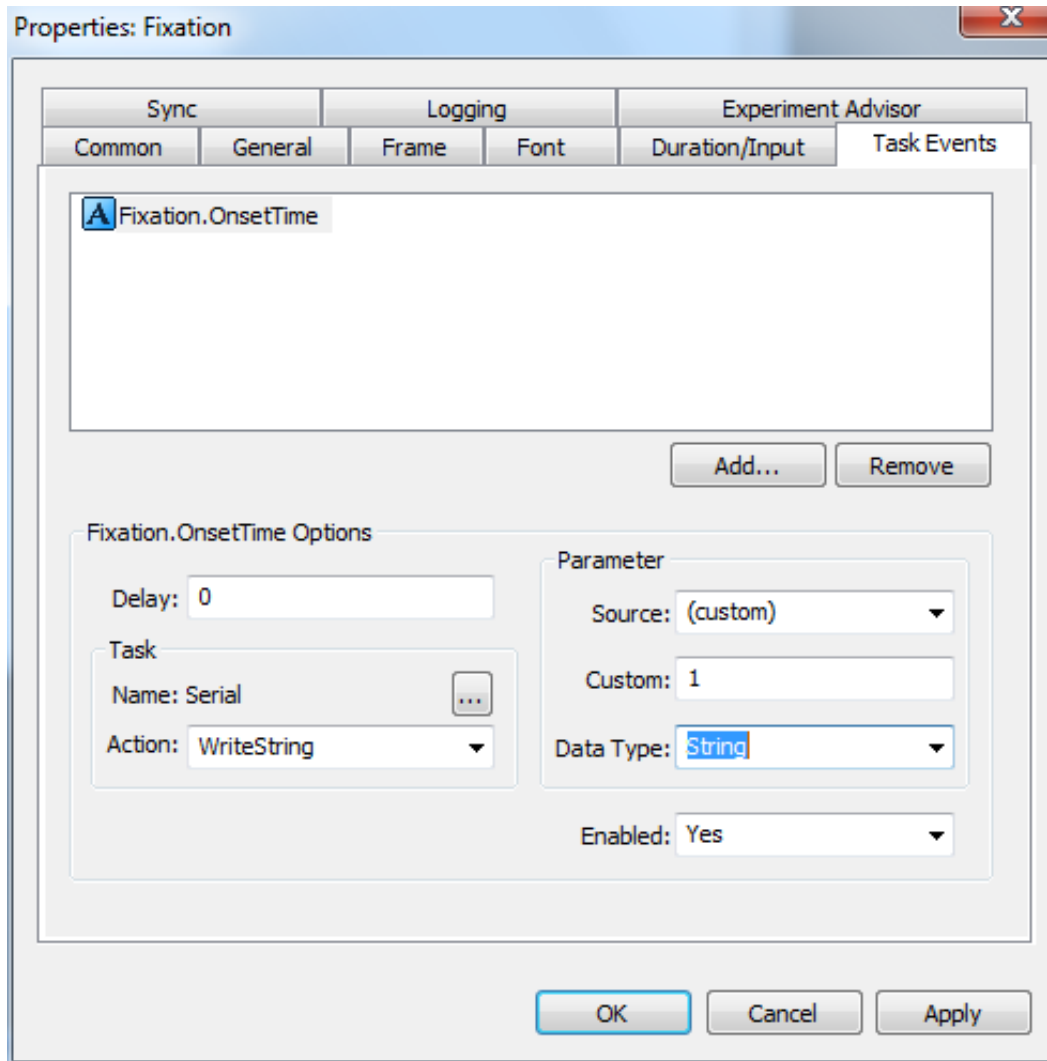 Properties: Fixation
X
Sync Logging Experiment Advisor
Common General Frame Font Duration/Input Task Events
A Fixation.OnsetTime
Add... Remove
Fixation.OnsetTime Options
Delay: 0
Task
Name: Serial ...
Action: WriteString
Parameter
Source: (custom)
Custom: 1
Data Type: String
Enabled: Yes
OK Cancel Apply